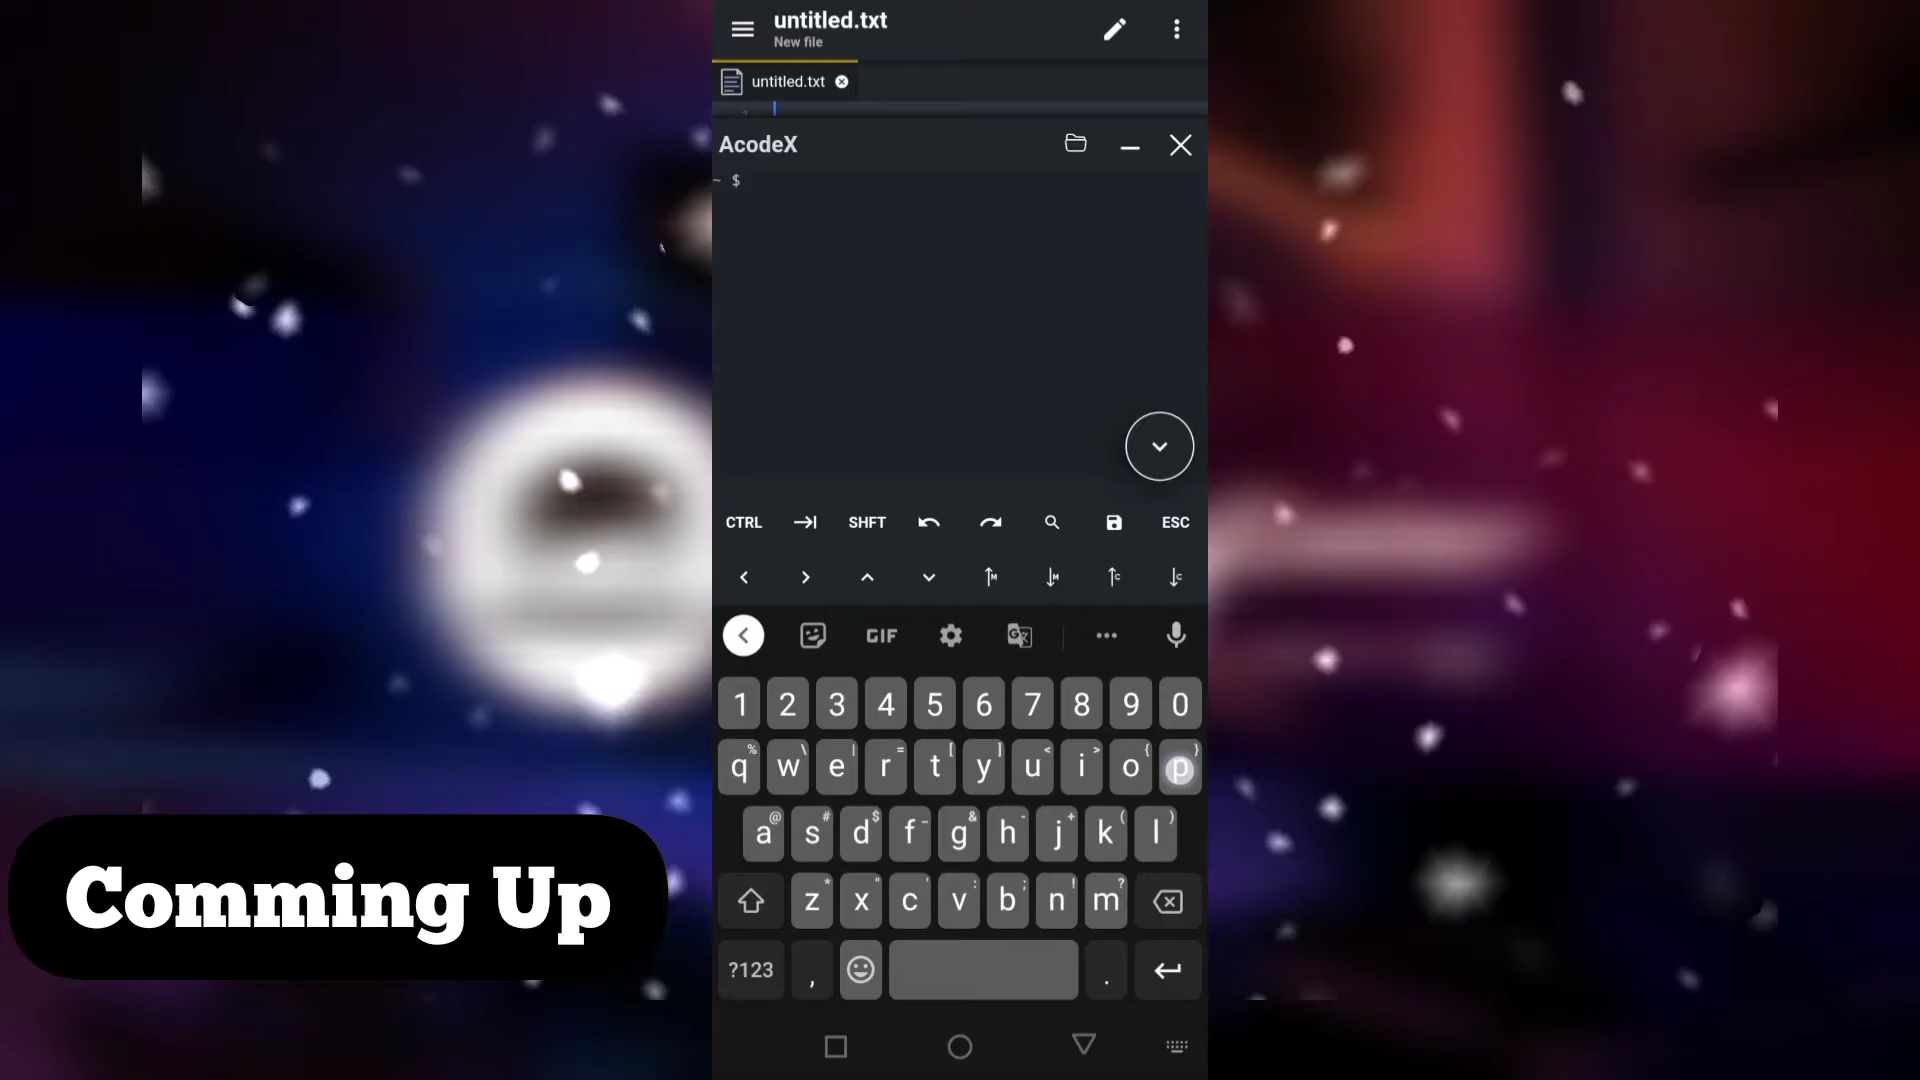 untitled.txt
New file
untitled.txt
1
AcodeX
~ $
CTRL SHFT ESC
M M C C
GIF G
1 2 3 4 5 6 7 8 9 0
% \ | = [ ] < > { }
q w e r t y u i o p
@ # $ _ & - + ( )
a s d f g h j k l
* " ' : ; ! ?
z x c v b n m
?123 , .
Comming Up